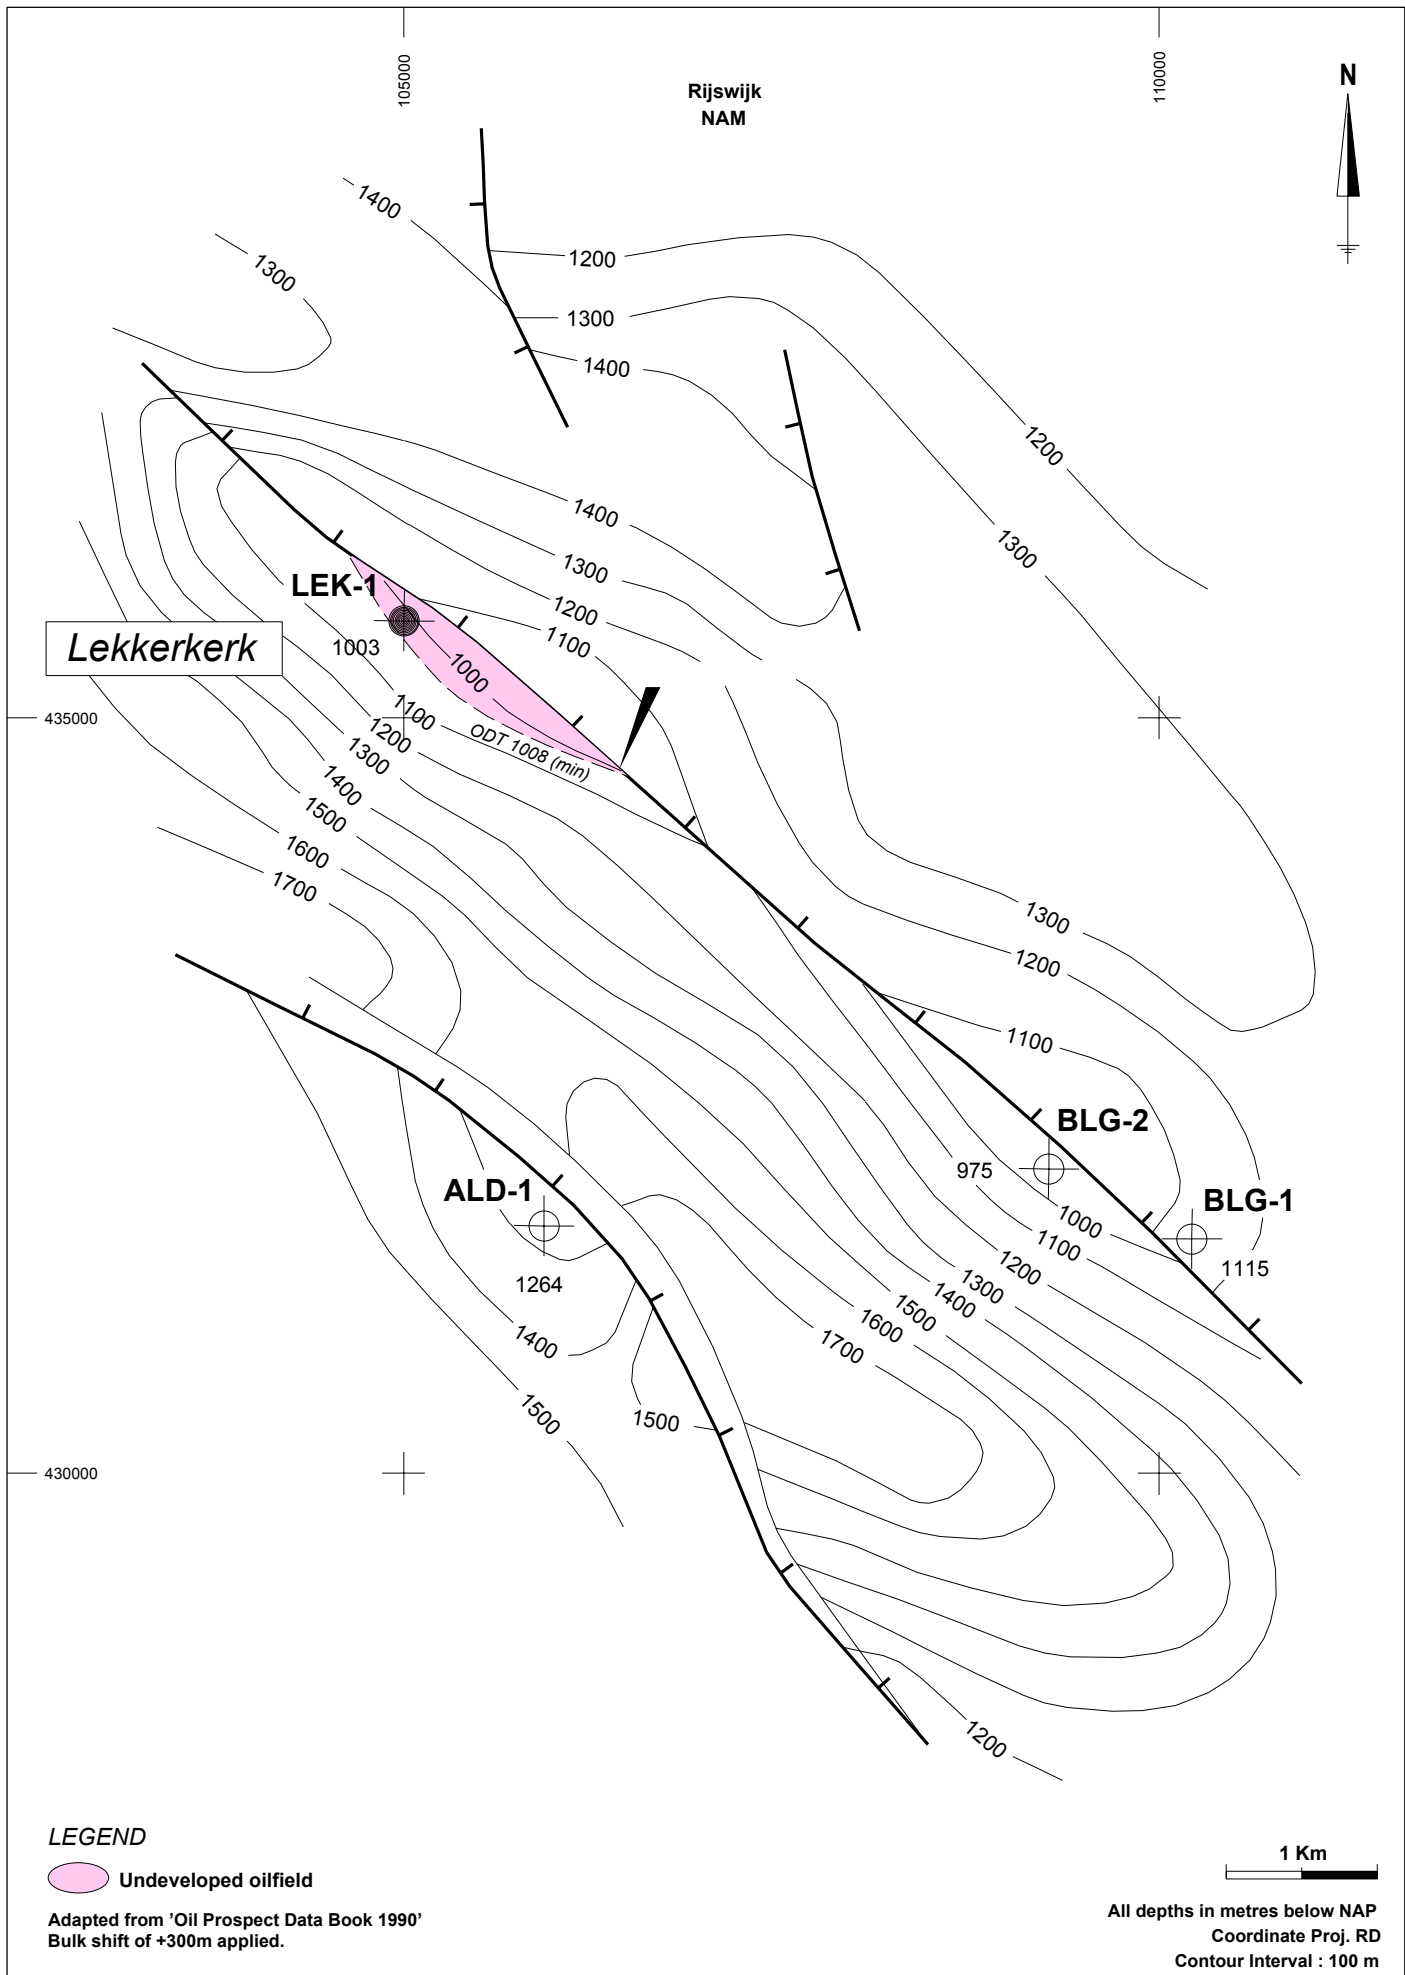 105000
110000
Rijswijk
NAM
N
1400
1300
1200
1300
1400
1200
1300
1400
1300
1200
1100
LEK-1
1003
Lekkerkerk
1000
ODT 1008 (min)
435000
1100
1200
1300
1400
1500
1600
1700
1300
1200
1100
BLG-2
975
BLG-1
1115
ALD-1
1264
1000
1100
1200
1300
1400
1500
1600
1700
1400
1500
1500
430000
1200
LEGEND
Undeveloped oilfield
Adapted from 'Oil Prospect Data Book 1990'
Bulk shift of +300m applied.
1 Km
All depths in metres below NAP
Coordinate Proj. RD
Contour Interval : 100 m